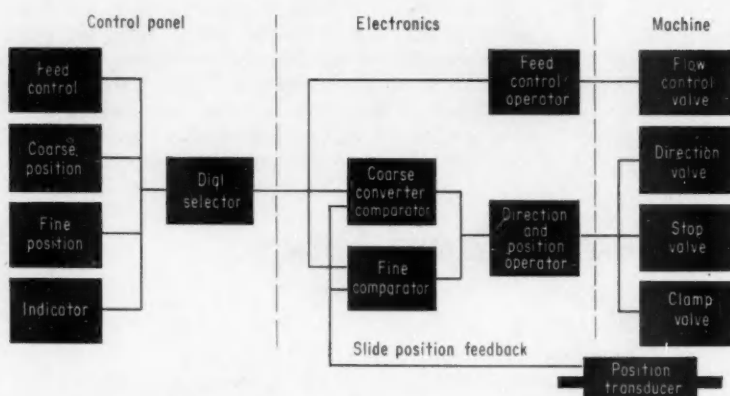 Control panel
Electronics
Machine
Feed
control
Coarse
position
Fine
position
Indicator
Dial
selector
Feed
control
operator
Coarse
converter
comparator
Fine
comparator
Direction
and
position
operator
Flow
control
valve
Direction
valve
Stop
valve
Clamp
valve
Slide position feedback
Position
transducer